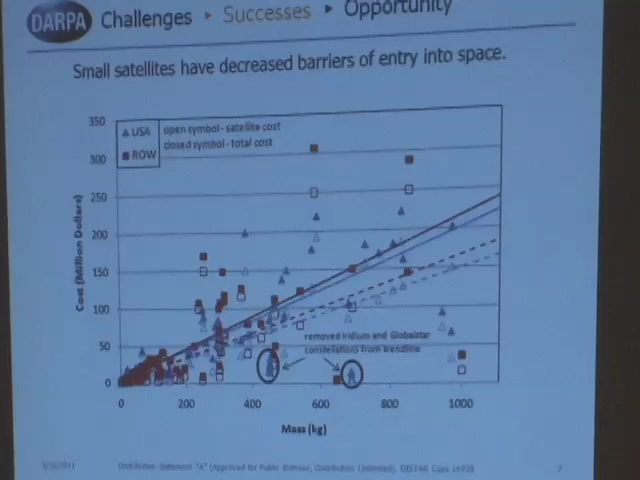 DARPA Challenges ▸ Successes ▸ Opportunity
Small satellites have decreased barriers of entry into space.
USA open symbol - satellite cost
ROW closed symbol - total cost
350
300
250
200
150
100
50
0
Cost (Million Dollars)
removed Iridium and Globalstar
constellations from trendline
0 200 400 600 800 1000
Mass (kg)
Distribution Statement "A" (Approved for Public Release, Distribution Unlimited), DISTAR Case
7